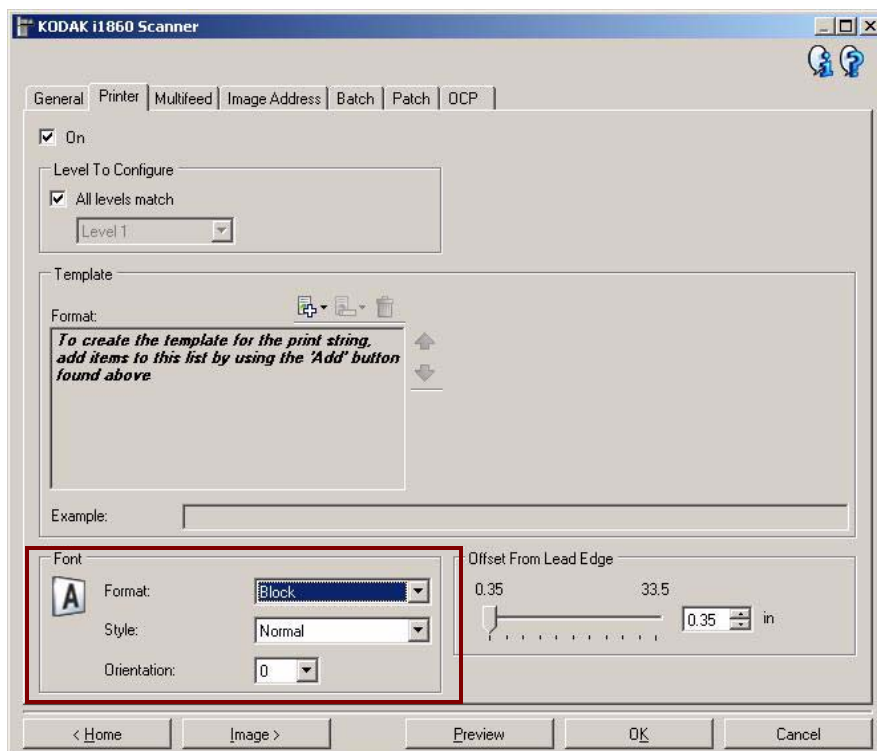 KODAK i1860 Scanner
General Printer Multifeed Image Address Batch Patch OCP
On
Level To Configure
All levels match
Level 1
Template
Format:
To create the template for the print string,
add items to this list by using the 'Add' button
found above
Example:
Font
A
Format: Block
Style: Normal
Orientation: 0
Offset From Lead Edge
0.35 33.5
0.35 in
< Home Image > Preview OK Cancel